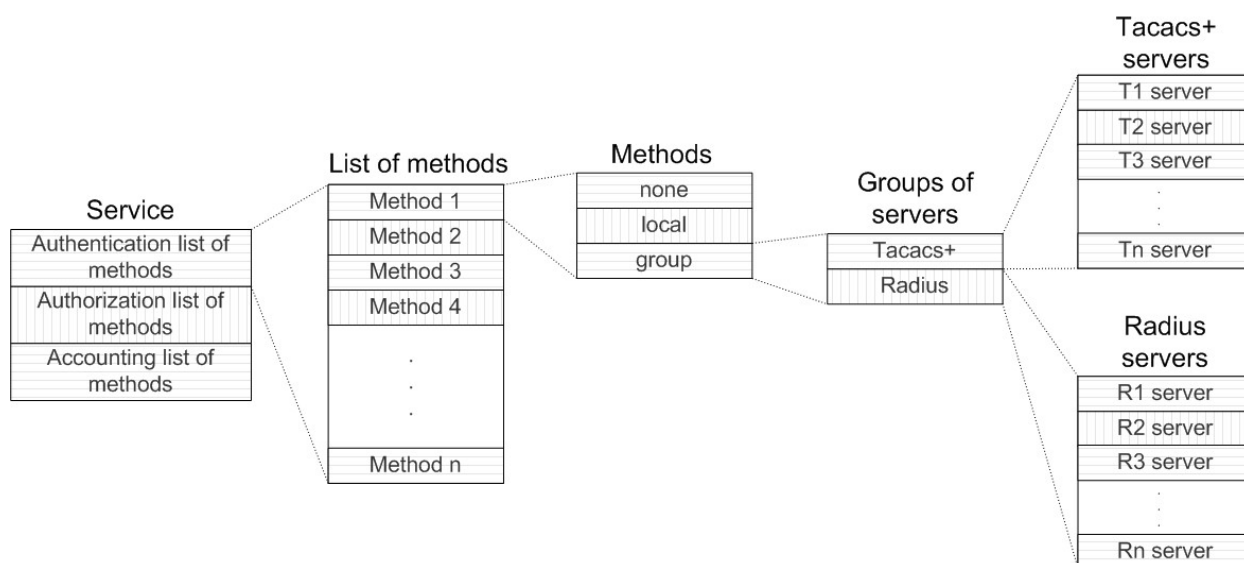 Service
Authentication list of
methods
Authorization list of
methods
Accounting list of
methods
List of methods
Method 1
Method 2
Method 3
Method 4
.
.
.
Method n
Methods
none
local
group
Groups of
servers
Tacacs+
Radius
Tacacs+
servers
T1 server
T2 server
T3 server
.
.
.
Tn server
Radius
servers
R1 server
R2 server
R3 server
.
.
.
Rn server